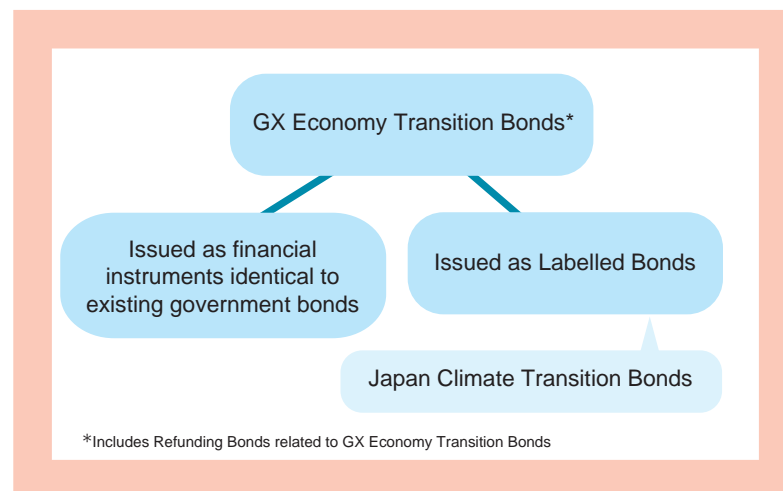 GX Economy Transition Bonds*
Issued as financial
instruments identical to
existing government bonds
Issued as Labelled Bonds
Japan Climate Transition Bonds
*Includes Refunding Bonds related to GX Economy Transition Bonds